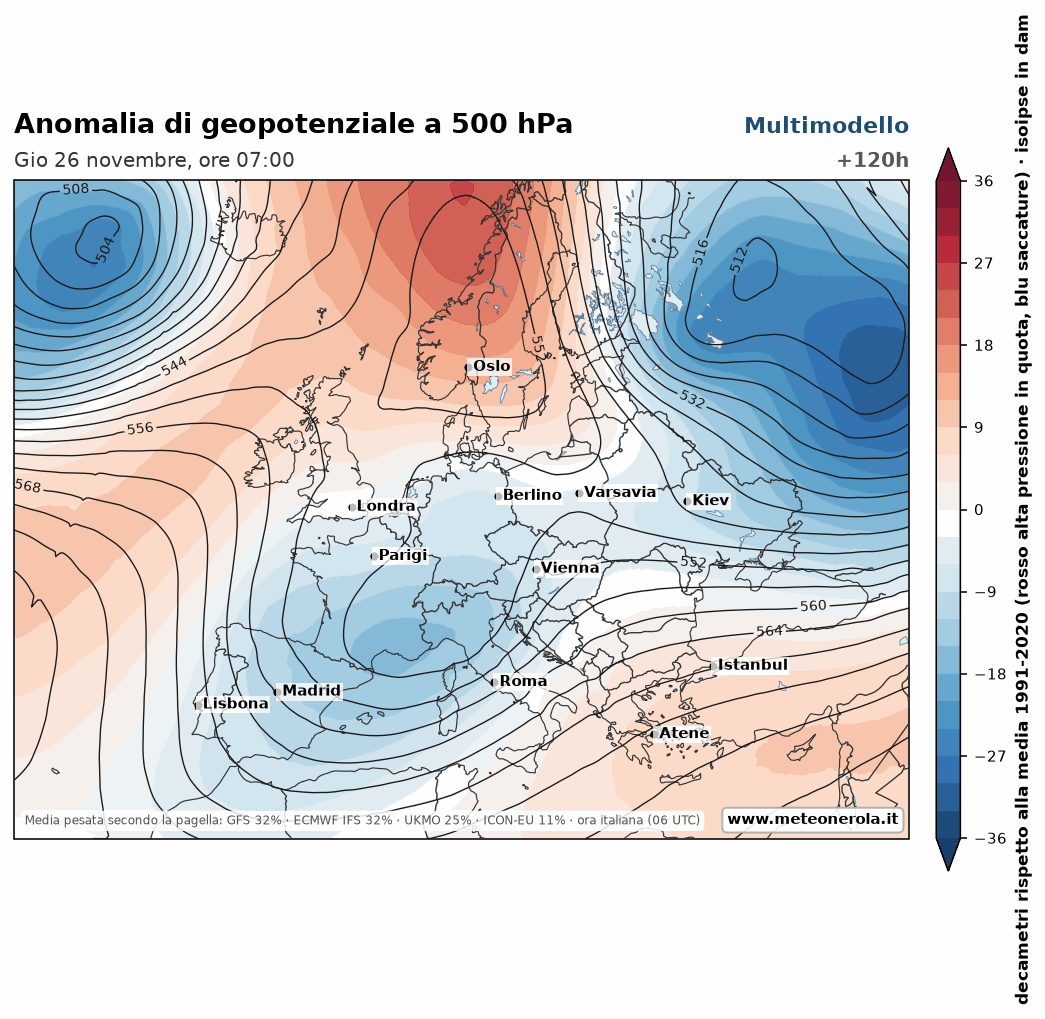 Anomalia di geopotenziale a 500 hPa
Multimodello
Gio 26 novembre, ore 07:00
+120h
508
504
516
512
544
532
556
568
552
560
564
Oslo
Londra
Berlino
Varsavia
Kiev
Parigi
Vienna
Madrid
Lisbona
Roma
Istanbul
Atene
Media pesata secondo la pagella: GFS 32% · ECMWF IFS 32% · UKMO 25% · ICON-EU 11% · ora italiana (06 UTC)
www.meteonerola.it
36
27
18
9
0
−9
−18
−27
−36
decametri rispetto alla media 1991-2020 (rosso alta pressione in quota, blu saccature) · isoipse in dam